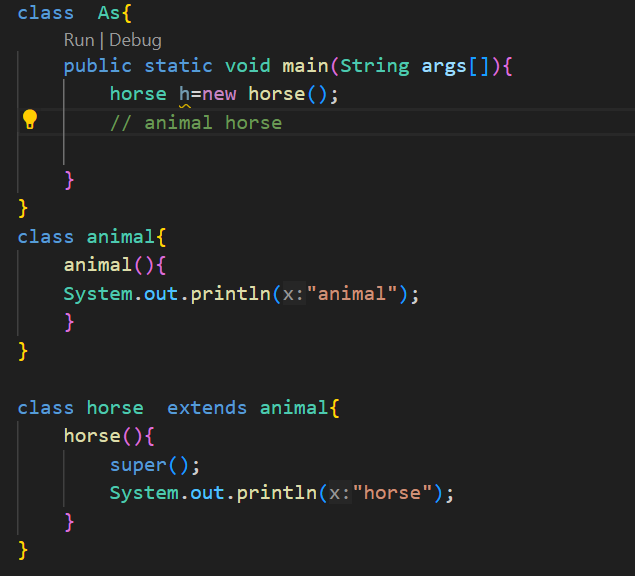 class  As{
Run | Debug
public static void main(String args[]){
horse h=new horse();
// animal horse
}
}
class animal{
animal(){
System.out.println(x:"animal");
}
}
class horse  extends animal{
horse(){
super();
System.out.println(x:"horse");
}
}